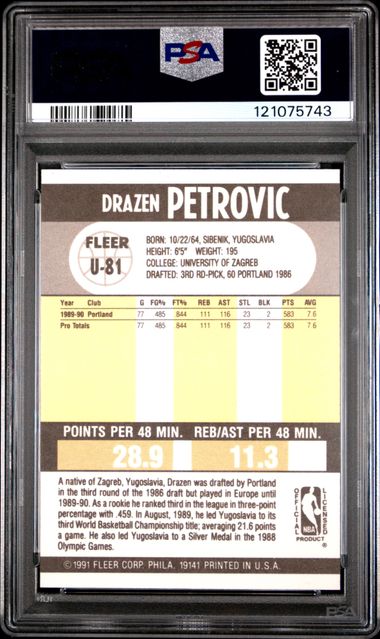 PSA
121075743
DRAZEN PETROVIC
FLEER
U-81
BORN: 10/22/64, SIBENIK, YUGOSLAVIA
HEIGHT: 6'5" WEIGHT: 195
COLLEGE: UNIVERSITY OF ZAGREB
DRAFTED: 3RD RD-PICK, 60 PORTLAND 1986
Year Club G FG% FT% REB AST STL BLK PTS AVG
1989-90 Portland 77 485 844 111 116 23 2 583 7.6
Pro Totals 77 485 844 111 116 23 2 583 7.6
POINTS PER 48 MIN. REB/AST PER 48 MIN.
28.9 11.3
A native of Zagreb, Yugoslavia, Drazen was drafted by Portland
in the third round of the 1986 draft but played in Europe until
1989-90. As a rookie he ranked third in the league in three-point
percentage with .459. In August, 1989, he led Yugoslavia to its
third World Basketball Championship title; averaging 21.6 points
a game. He also led Yugoslavia to a Silver Medal in the 1988
Olympic Games.
OFFICIAL LICENSED
NBA
PRODUCT
©1991 FLEER CORP. PHILA. 19141 PRINTED IN U.S.A.